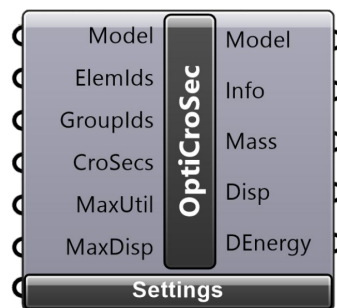 Model
ElemIds
GroupIds
CroSecs
MaxUtil
MaxDisp
OptiCroSec
Model
Info
Mass
Disp
DEnergy
Settings